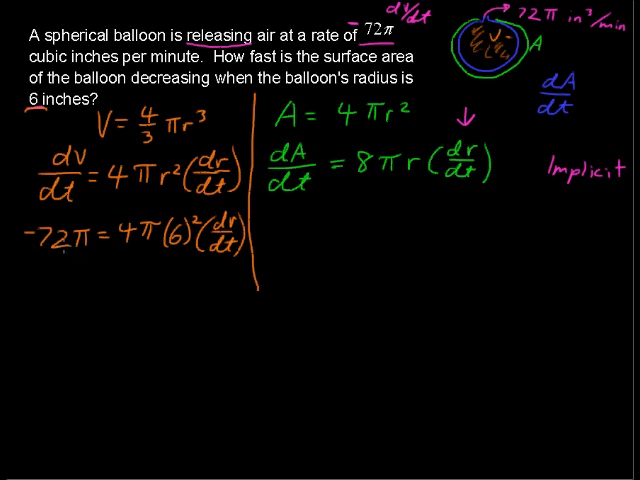 A spherical balloon is releasing air at a rate of - 72π dv/dt
cubic inches per minute. How fast is the surface area
of the balloon decreasing when the balloon's radius is
6 inches?
72π in³/min
V
A
dA/dt
V = 4/3 πr³
dV/dt = 4πr²(dr/dt)
-72π = 4π(6)²(dr/dt)
A = 4πr²
dA/dt = 8πr(dr/dt)
Implicit